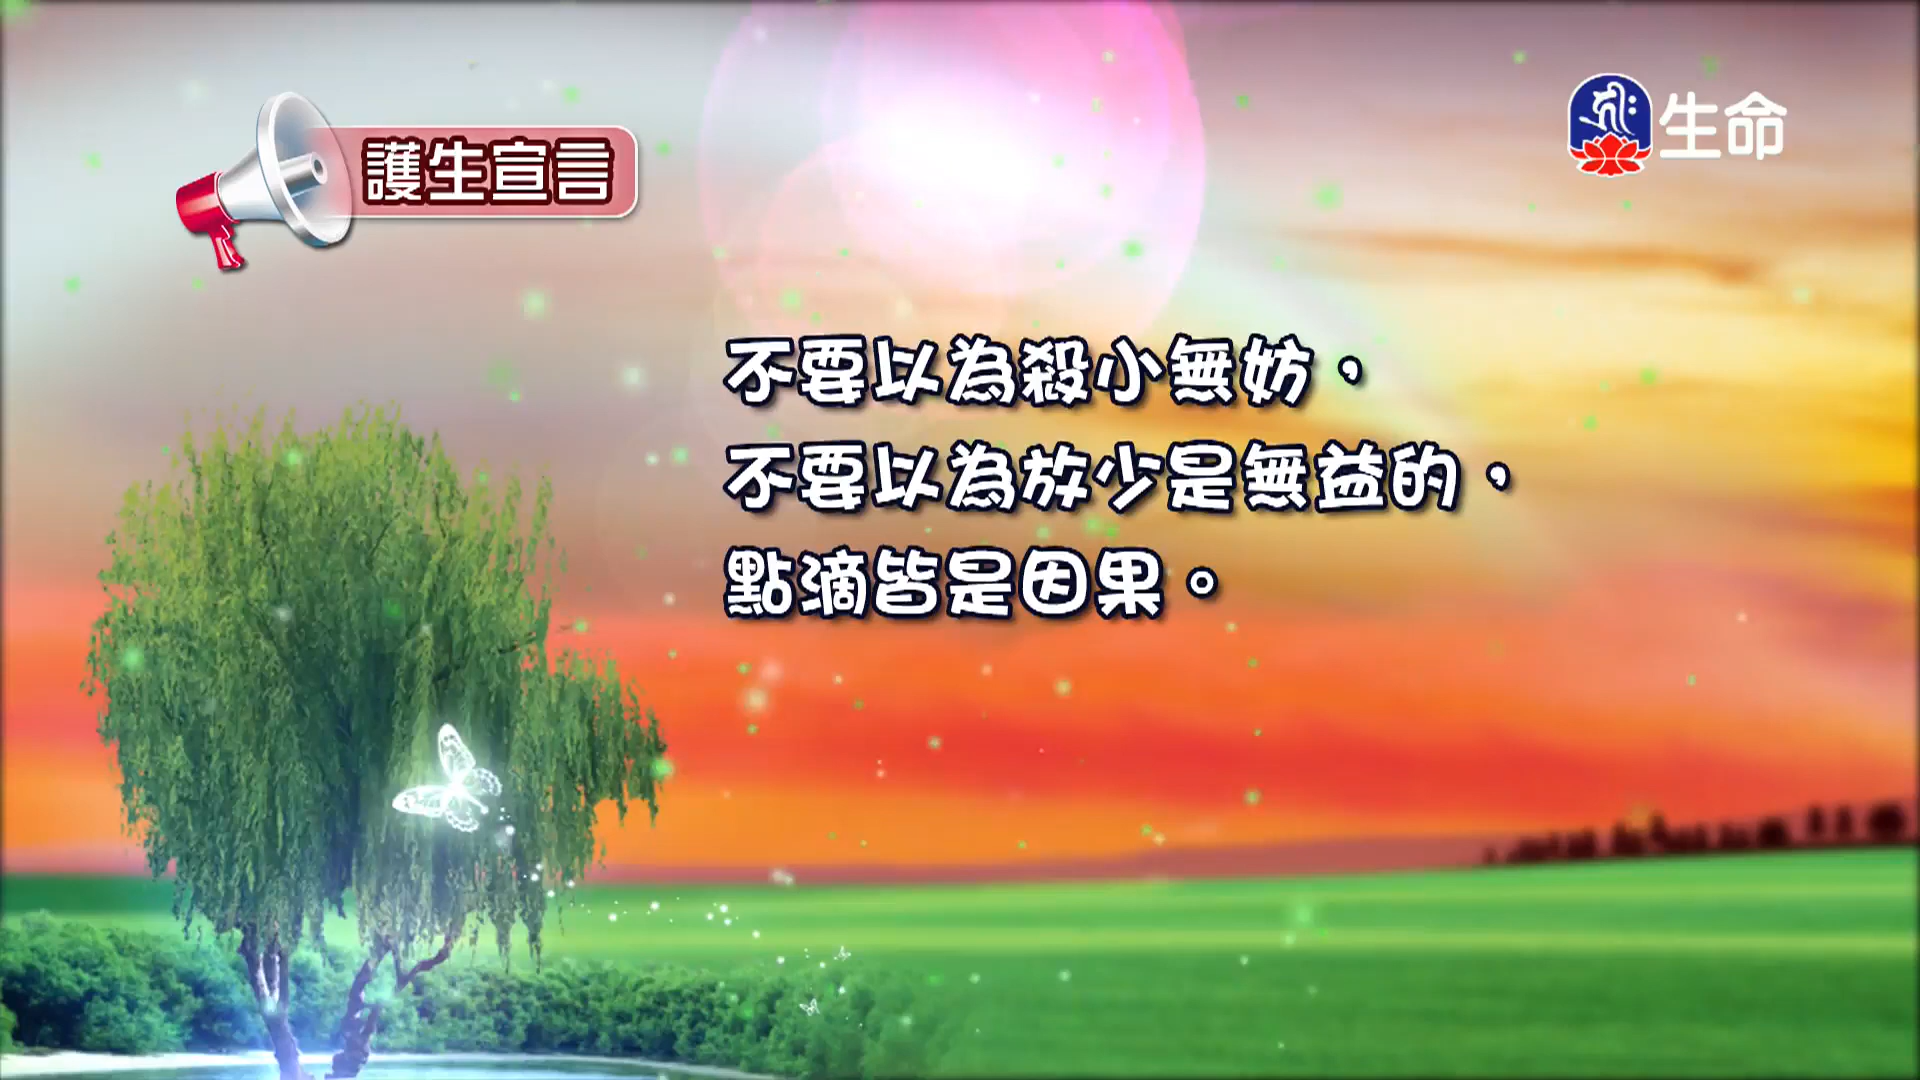 護生宣言
生命
不要以為殺小無妨，
不要以為放少是無益的，
點滴皆是因果。